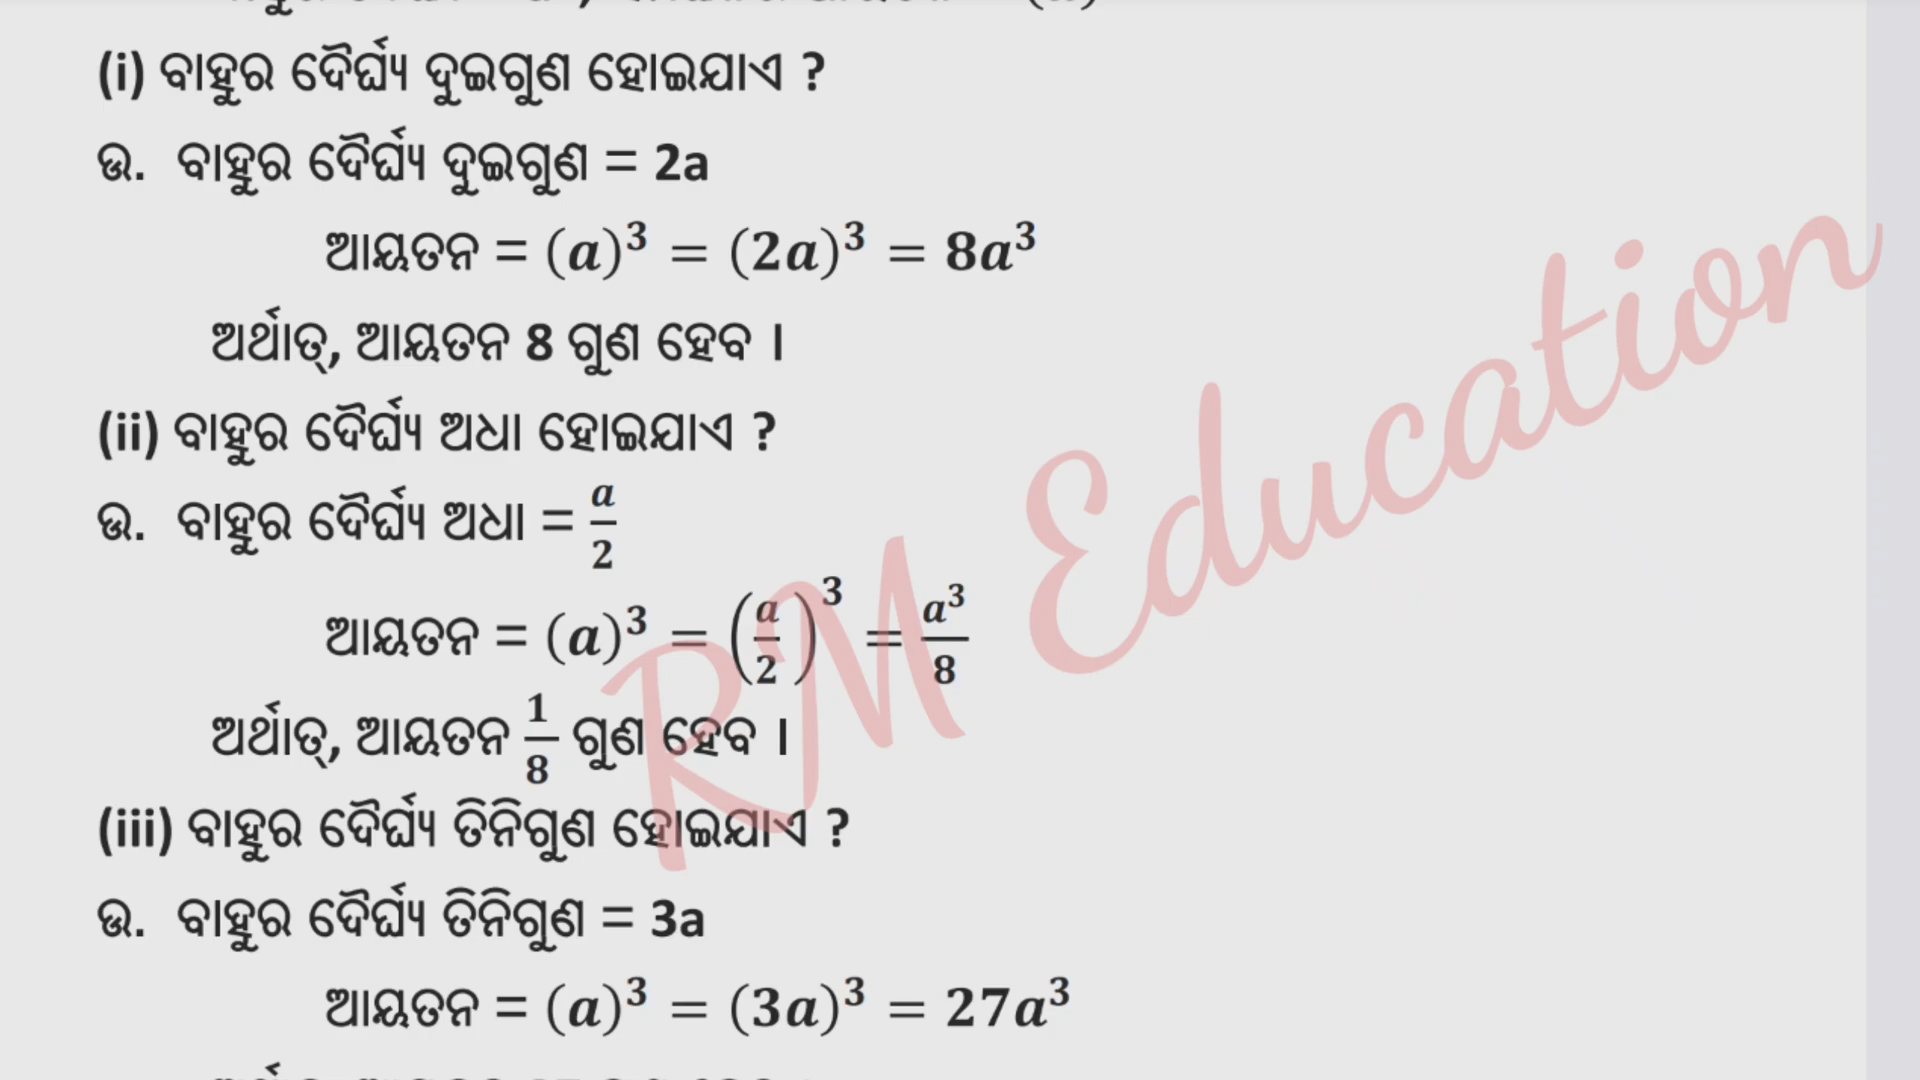 (i) ବାହୁର ଦୈର୍ଘ୍ୟ ଦୁଇଗୁଣ ହୋଇଯାଏ ?
ଉ. ବାହୁର ଦୈର୍ଘ୍ୟ ଦୁଇଗୁଣ = 2a
ଆୟତନ = (a)³ = (2a)³ = 8a³
ଅର୍ଥାତ୍, ଆୟତନ 8 ଗୁଣ ହେବ ।
(ii) ବାହୁର ଦୈର୍ଘ୍ୟ ଅଧା ହୋଇଯାଏ ?
ଉ. ବାହୁର ଦୈର୍ଘ୍ୟ ଅଧା = a/2
ଆୟତନ = (a)³ = (a/2)³ = a³/8
ଅର୍ଥାତ୍, ଆୟତନ 1/8 ଗୁଣ ହେବ ।
(iii) ବାହୁର ଦୈର୍ଘ୍ୟ ତିନିଗୁଣ ହୋଇଯାଏ ?
ଉ. ବାହୁର ଦୈର୍ଘ୍ୟ ତିନିଗୁଣ = 3a
ଆୟତନ = (a)³ = (3a)³ = 27a³
RM Education